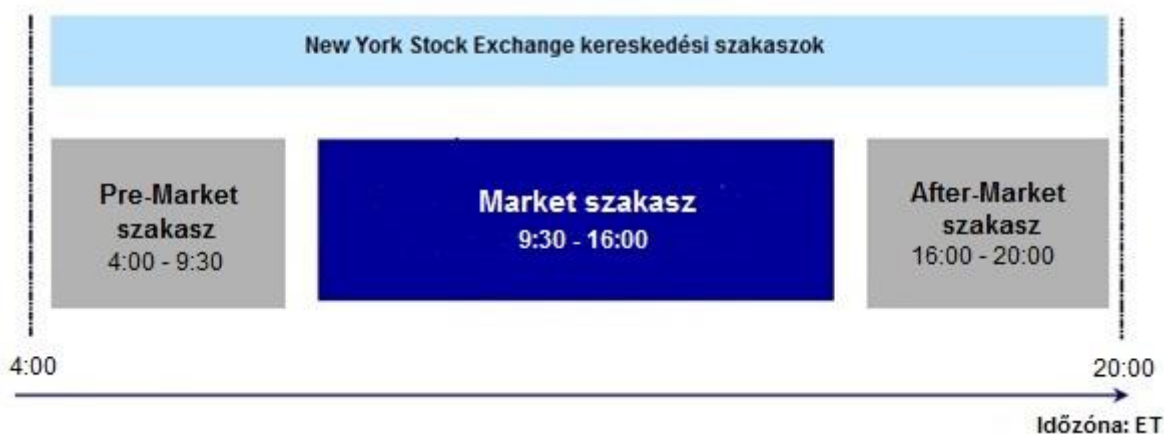 New York Stock Exchange kereskedési szakaszok
Pre-Market
szakasz
4:00 - 9:30
Market szakasz
9:30 - 16:00
After-Market
szakasz
16:00 - 20:00
4:00
20:00
Időzóna: ET